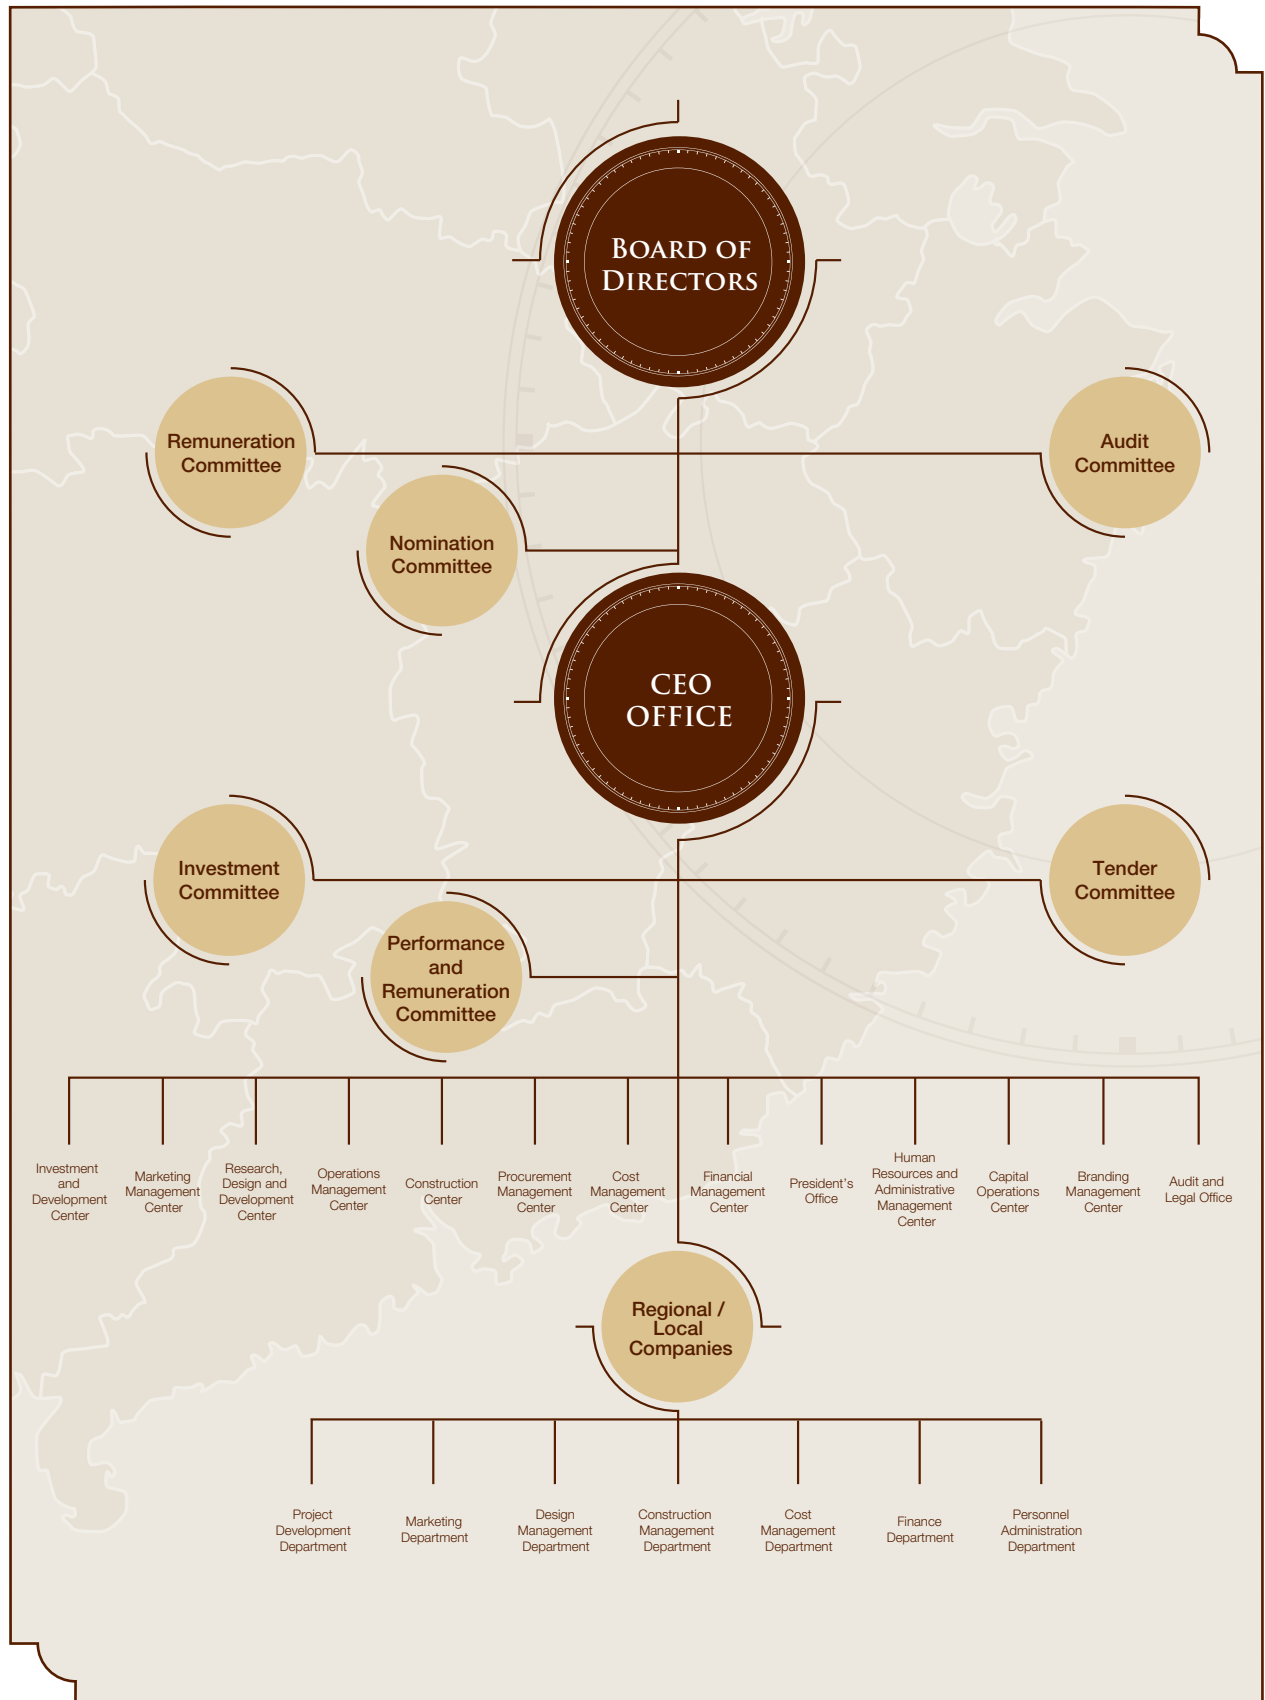 BOARD OF
DIRECTORS
Remuneration
Committee
Audit
Committee
Nomination
Committee
CEO
OFFICE
Investment
Committee
Tender
Committee
Performance
and
Remuneration
Committee
Investment
and
Development
Center
Marketing
Management
Center
Research,
Design and
Development
Center
Operations
Management
Center
Construction
Center
Procurement
Management
Center
Cost
Management
Center
Financial
Management
Center
President's
Office
Human
Resources and
Administrative
Management
Center
Capital
Operations
Center
Branding
Management
Center
Audit and
Legal Office
Regional /
Local
Companies
Project
Development
Department
Marketing
Department
Design
Management
Department
Construction
Management
Department
Cost
Management
Department
Finance
Department
Personnel
Administration
Department